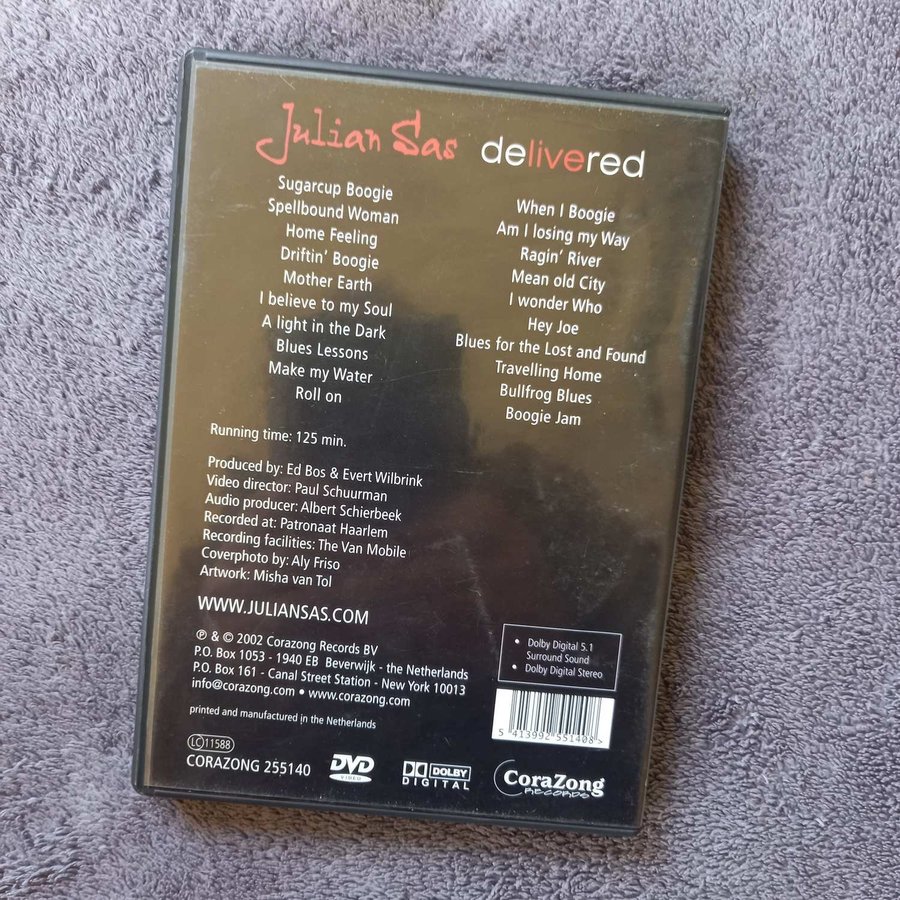 Julian Sas delivered
Sugarcup Boogie
Spellbound Woman
Home Feeling
Driftin' Boogie
Mother Earth
I believe to my Soul
A light in the Dark
Blues Lessons
Make my Water
Roll on
When I Boogie
Am I losing my Way
Ragin' River
Mean old City
I wonder Who
Hey Joe
Blues for the Lost and Found
Travelling Home
Bullfrog Blues
Boogie Jam
Running time: 125 min.
Produced by: Ed Bos & Evert Wilbrink
Video director: Paul Schuurman
Audio producer: Albert Schierbeek
Recorded at: Patronaat Haarlem
Recording facilities: The Van Mobile
Coverphoto by: Aly Friso
Artwork: Misha van Tol
WWW.JULIANSAS.COM
℗ & © 2002 Corazong Records BV
P.O. Box 1053 - 1940 EB Beverwijk - the Netherlands
P.O. Box 161 - Canal Street Station - New York 10013
info@corazong.com • www.corazong.com
printed and manufactured in the Netherlands
• Dolby Digital 5.1
Surround Sound
• Dolby Digital Stereo
5 413992 551408 >
LC 11588
CORAZONG 255140
DVD
VIDEO
DOLBY
DIGITAL
CoraZong
RECORDS